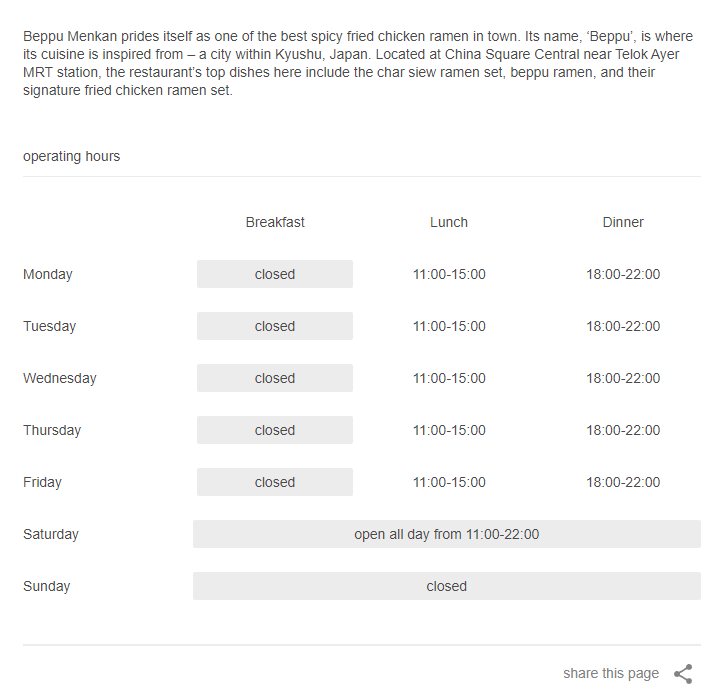 Beppu Menkan prides itself as one of the best spicy fried chicken ramen in town. Its name, ‘Beppu’, is where
its cuisine is inspired from – a city within Kyushu, Japan. Located at China Square Central near Telok Ayer
MRT station, the restaurant’s top dishes here include the char siew ramen set, beppu ramen, and their
signature fried chicken ramen set.
operating hours
Breakfast Lunch Dinner
Monday closed 11:00-15:00 18:00-22:00
Tuesday closed 11:00-15:00 18:00-22:00
Wednesday closed 11:00-15:00 18:00-22:00
Thursday closed 11:00-15:00 18:00-22:00
Friday closed 11:00-15:00 18:00-22:00
Saturday open all day from 11:00-22:00
Sunday closed
share this page